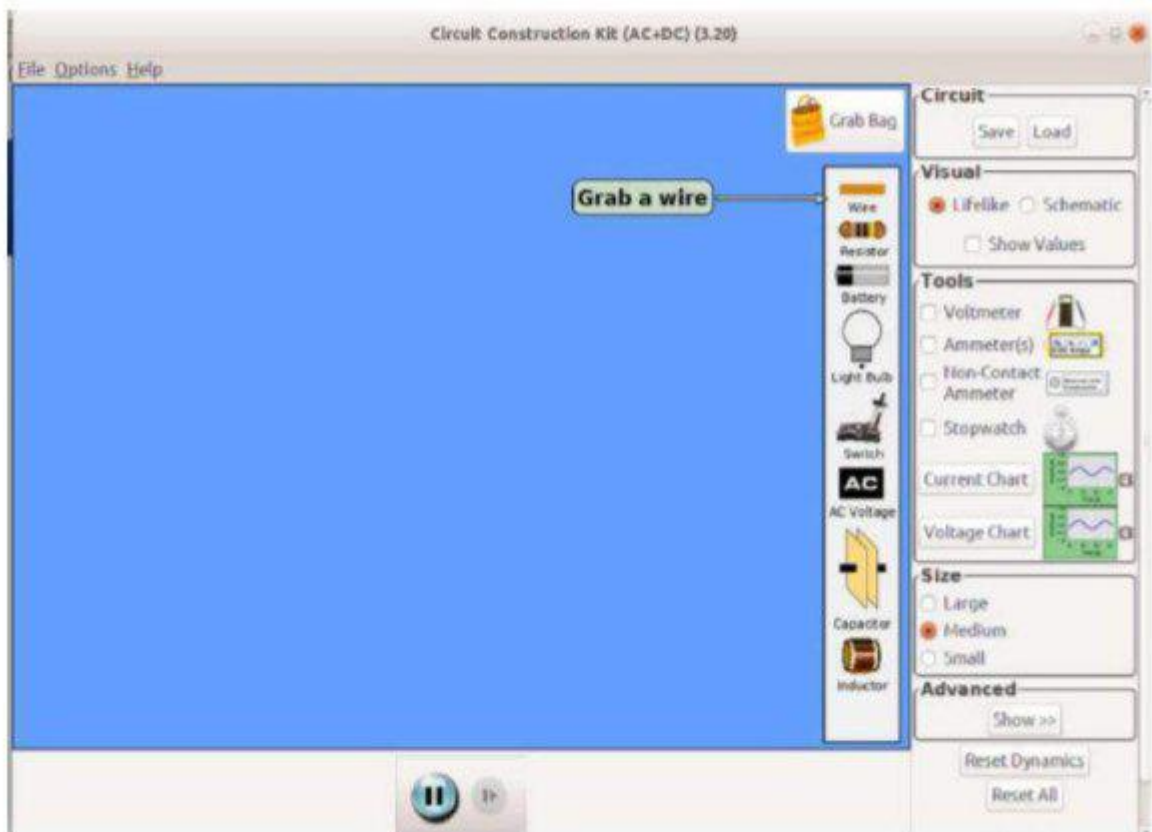 Circuit Construction Kit (AC+DC) (3.20)
File Options Help
Grab Bag
Grab a wire
Wire
Resistor
Battery
Light Bulb
Switch
AC
AC Voltage
Capacitor
Inductor
Circuit
Save Load
Visual
Lifelike Schematic
Show Values
Tools
Voltmeter
Ammeter(s)
Non-Contact
Ammeter
Stopwatch
Current Chart
Voltage Chart
Size
Large
Medium
Small
Advanced
Show >>
Reset Dynamics
Reset All